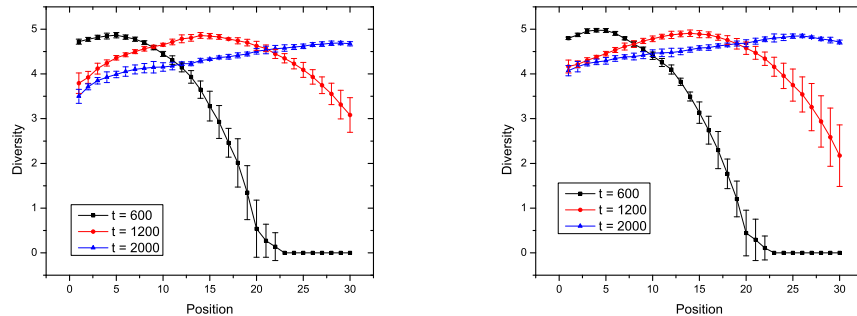 5
4
3
2
1
0
Diversity
t = 600
t = 1200
t = 2000
0 5 10 15 20 25 30
Position
5
4
3
2
1
0
Diversity
t = 600
t = 1200
t = 2000
0 5 10 15 20 25 30
Position